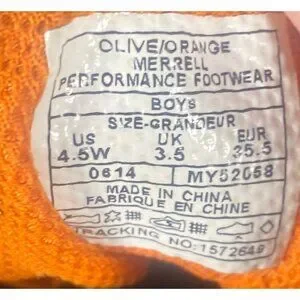 OLIVE/ORANGE
MERRELL
PERFORMANCE FOOTWEAR
BOYS
SIZE-GRANDEUR
US UK EUR
4.5W 3.5 35.5
0614 MY52058
MADE IN CHINA
FABRIQUE EN CHINE
TRACKING NO:1572648